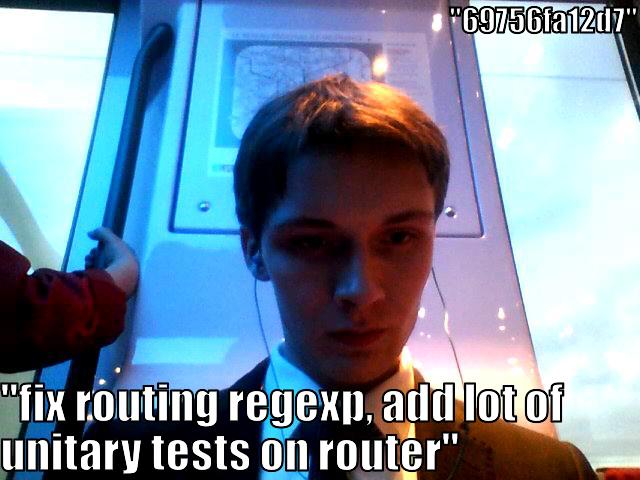 "69756fa12d7"
"fix routing regexp, add lot of
unitary tests on router"